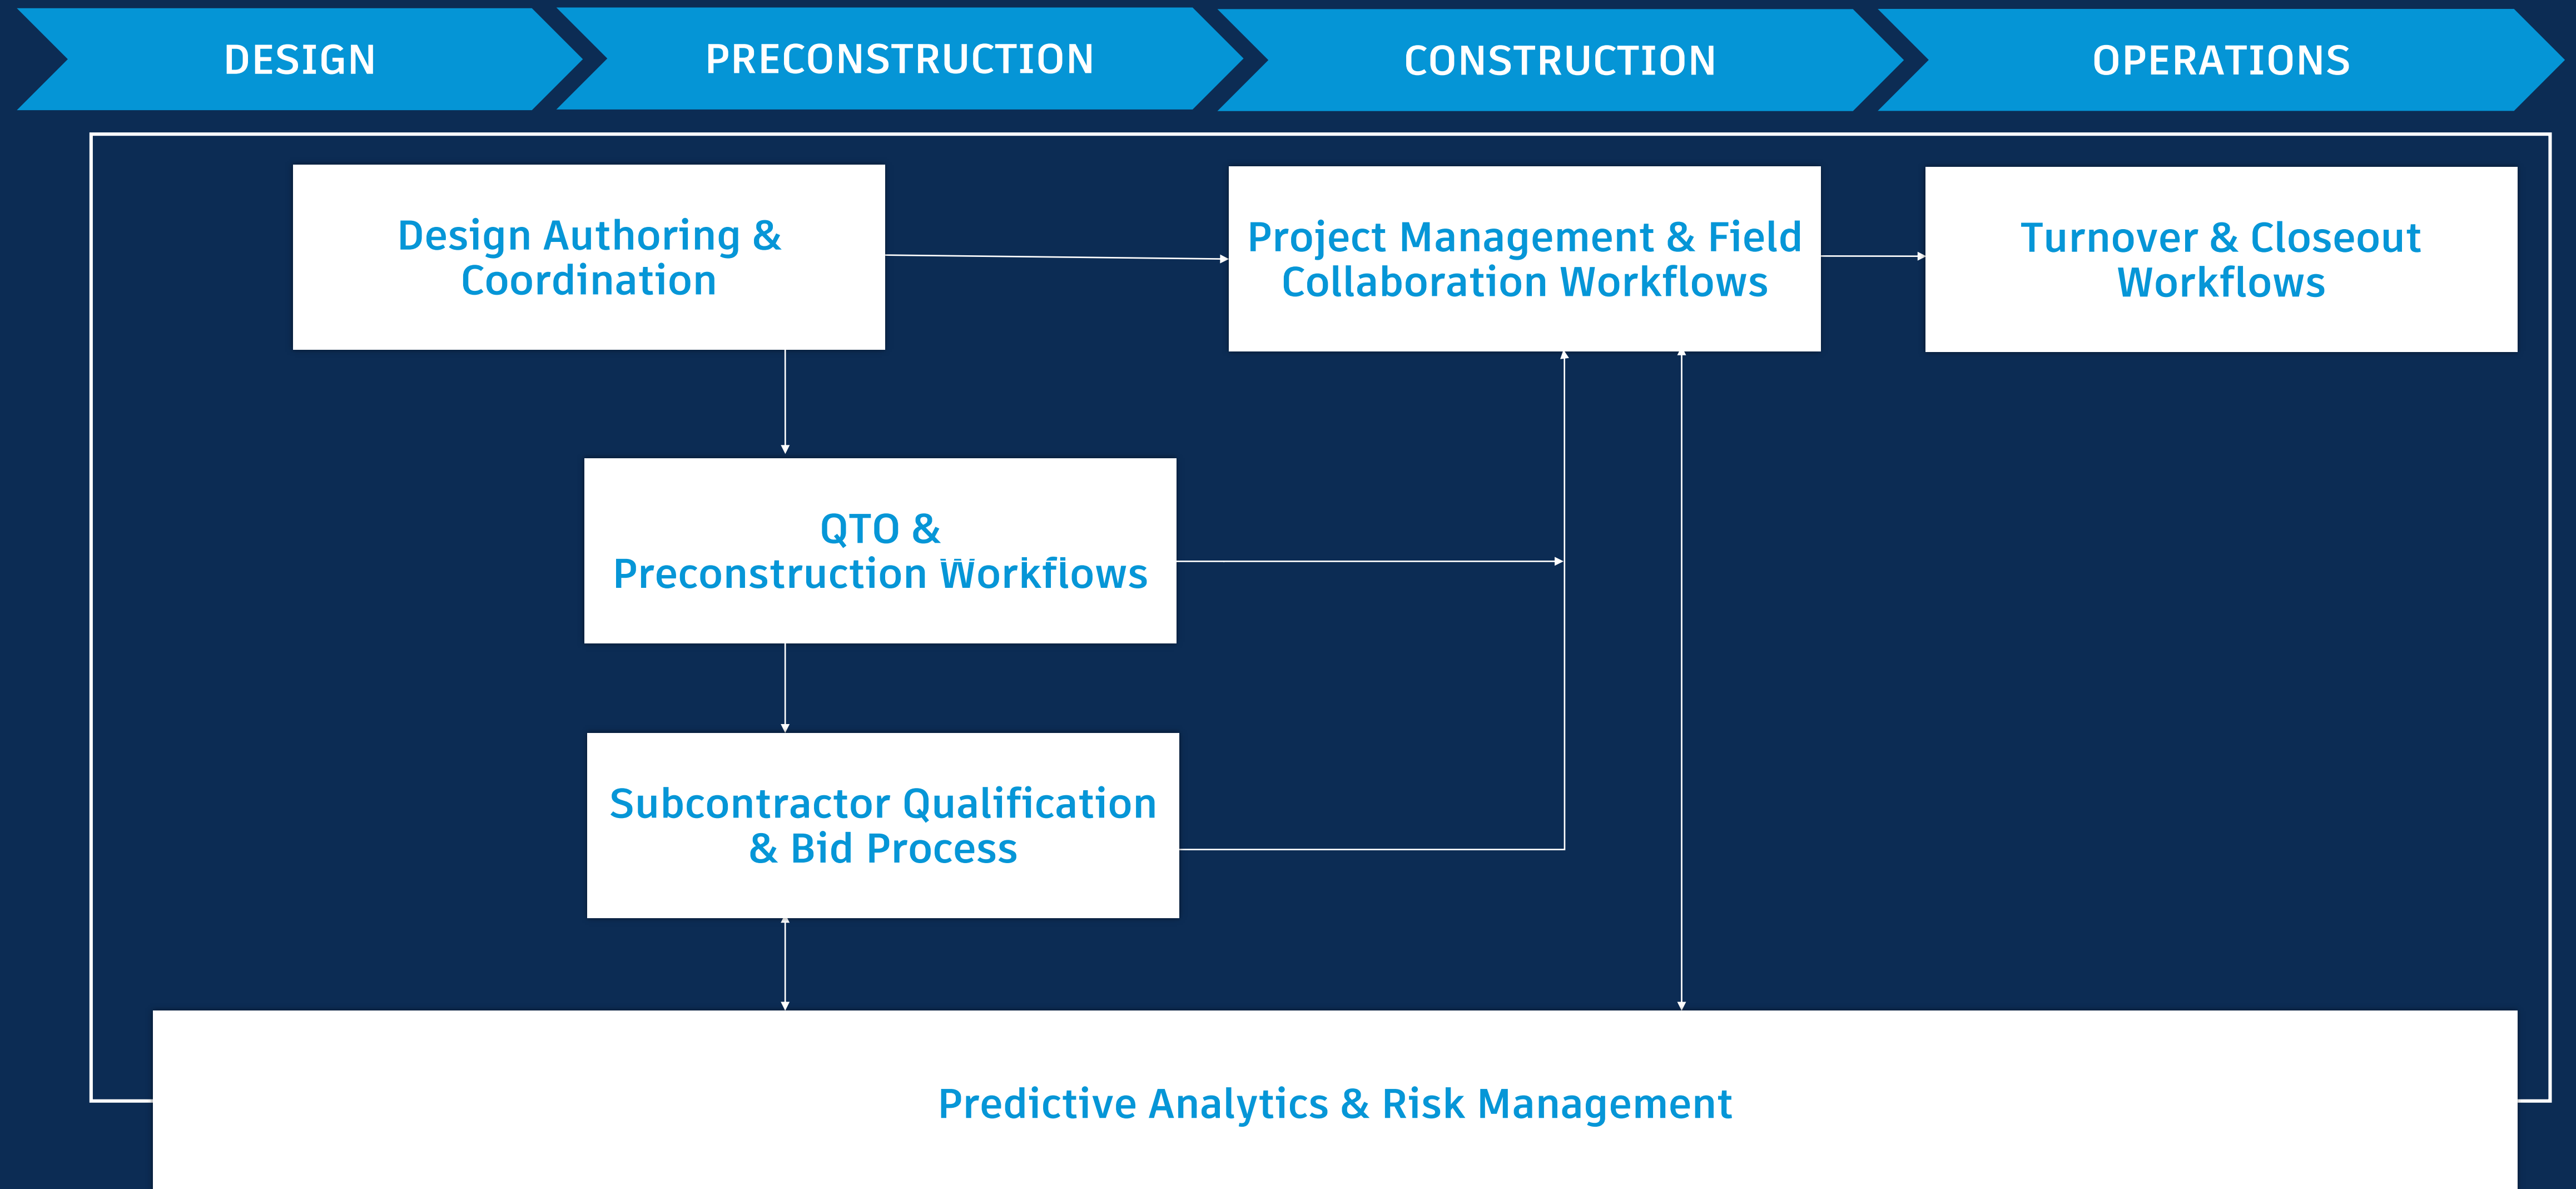 DESIGN
PRECONSTRUCTION
CONSTRUCTION
OPERATIONS
Design Authoring &
Coordination
Project Management & Field
Collaboration Workflows
Turnover & Closeout
Workflows
QTO &
Preconstruction Workflows
Subcontractor Qualification
& Bid Process
Predictive Analytics & Risk Management